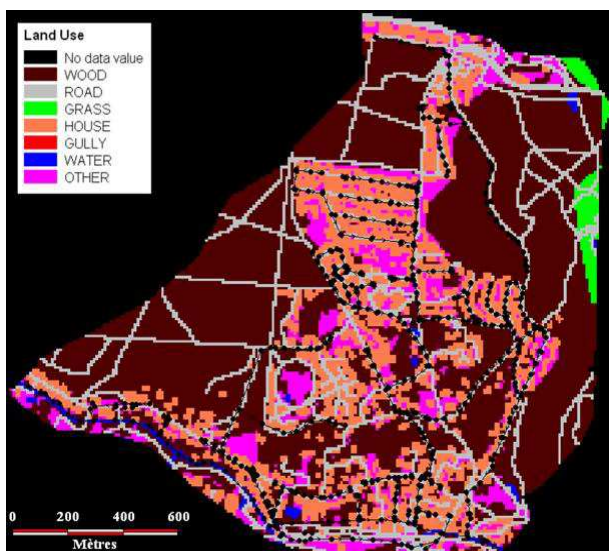 Land Use
No data value
WOOD
ROAD
GRASS
HOUSE
GULLY
WATER
OTHER
0 200 400 600
Mètres